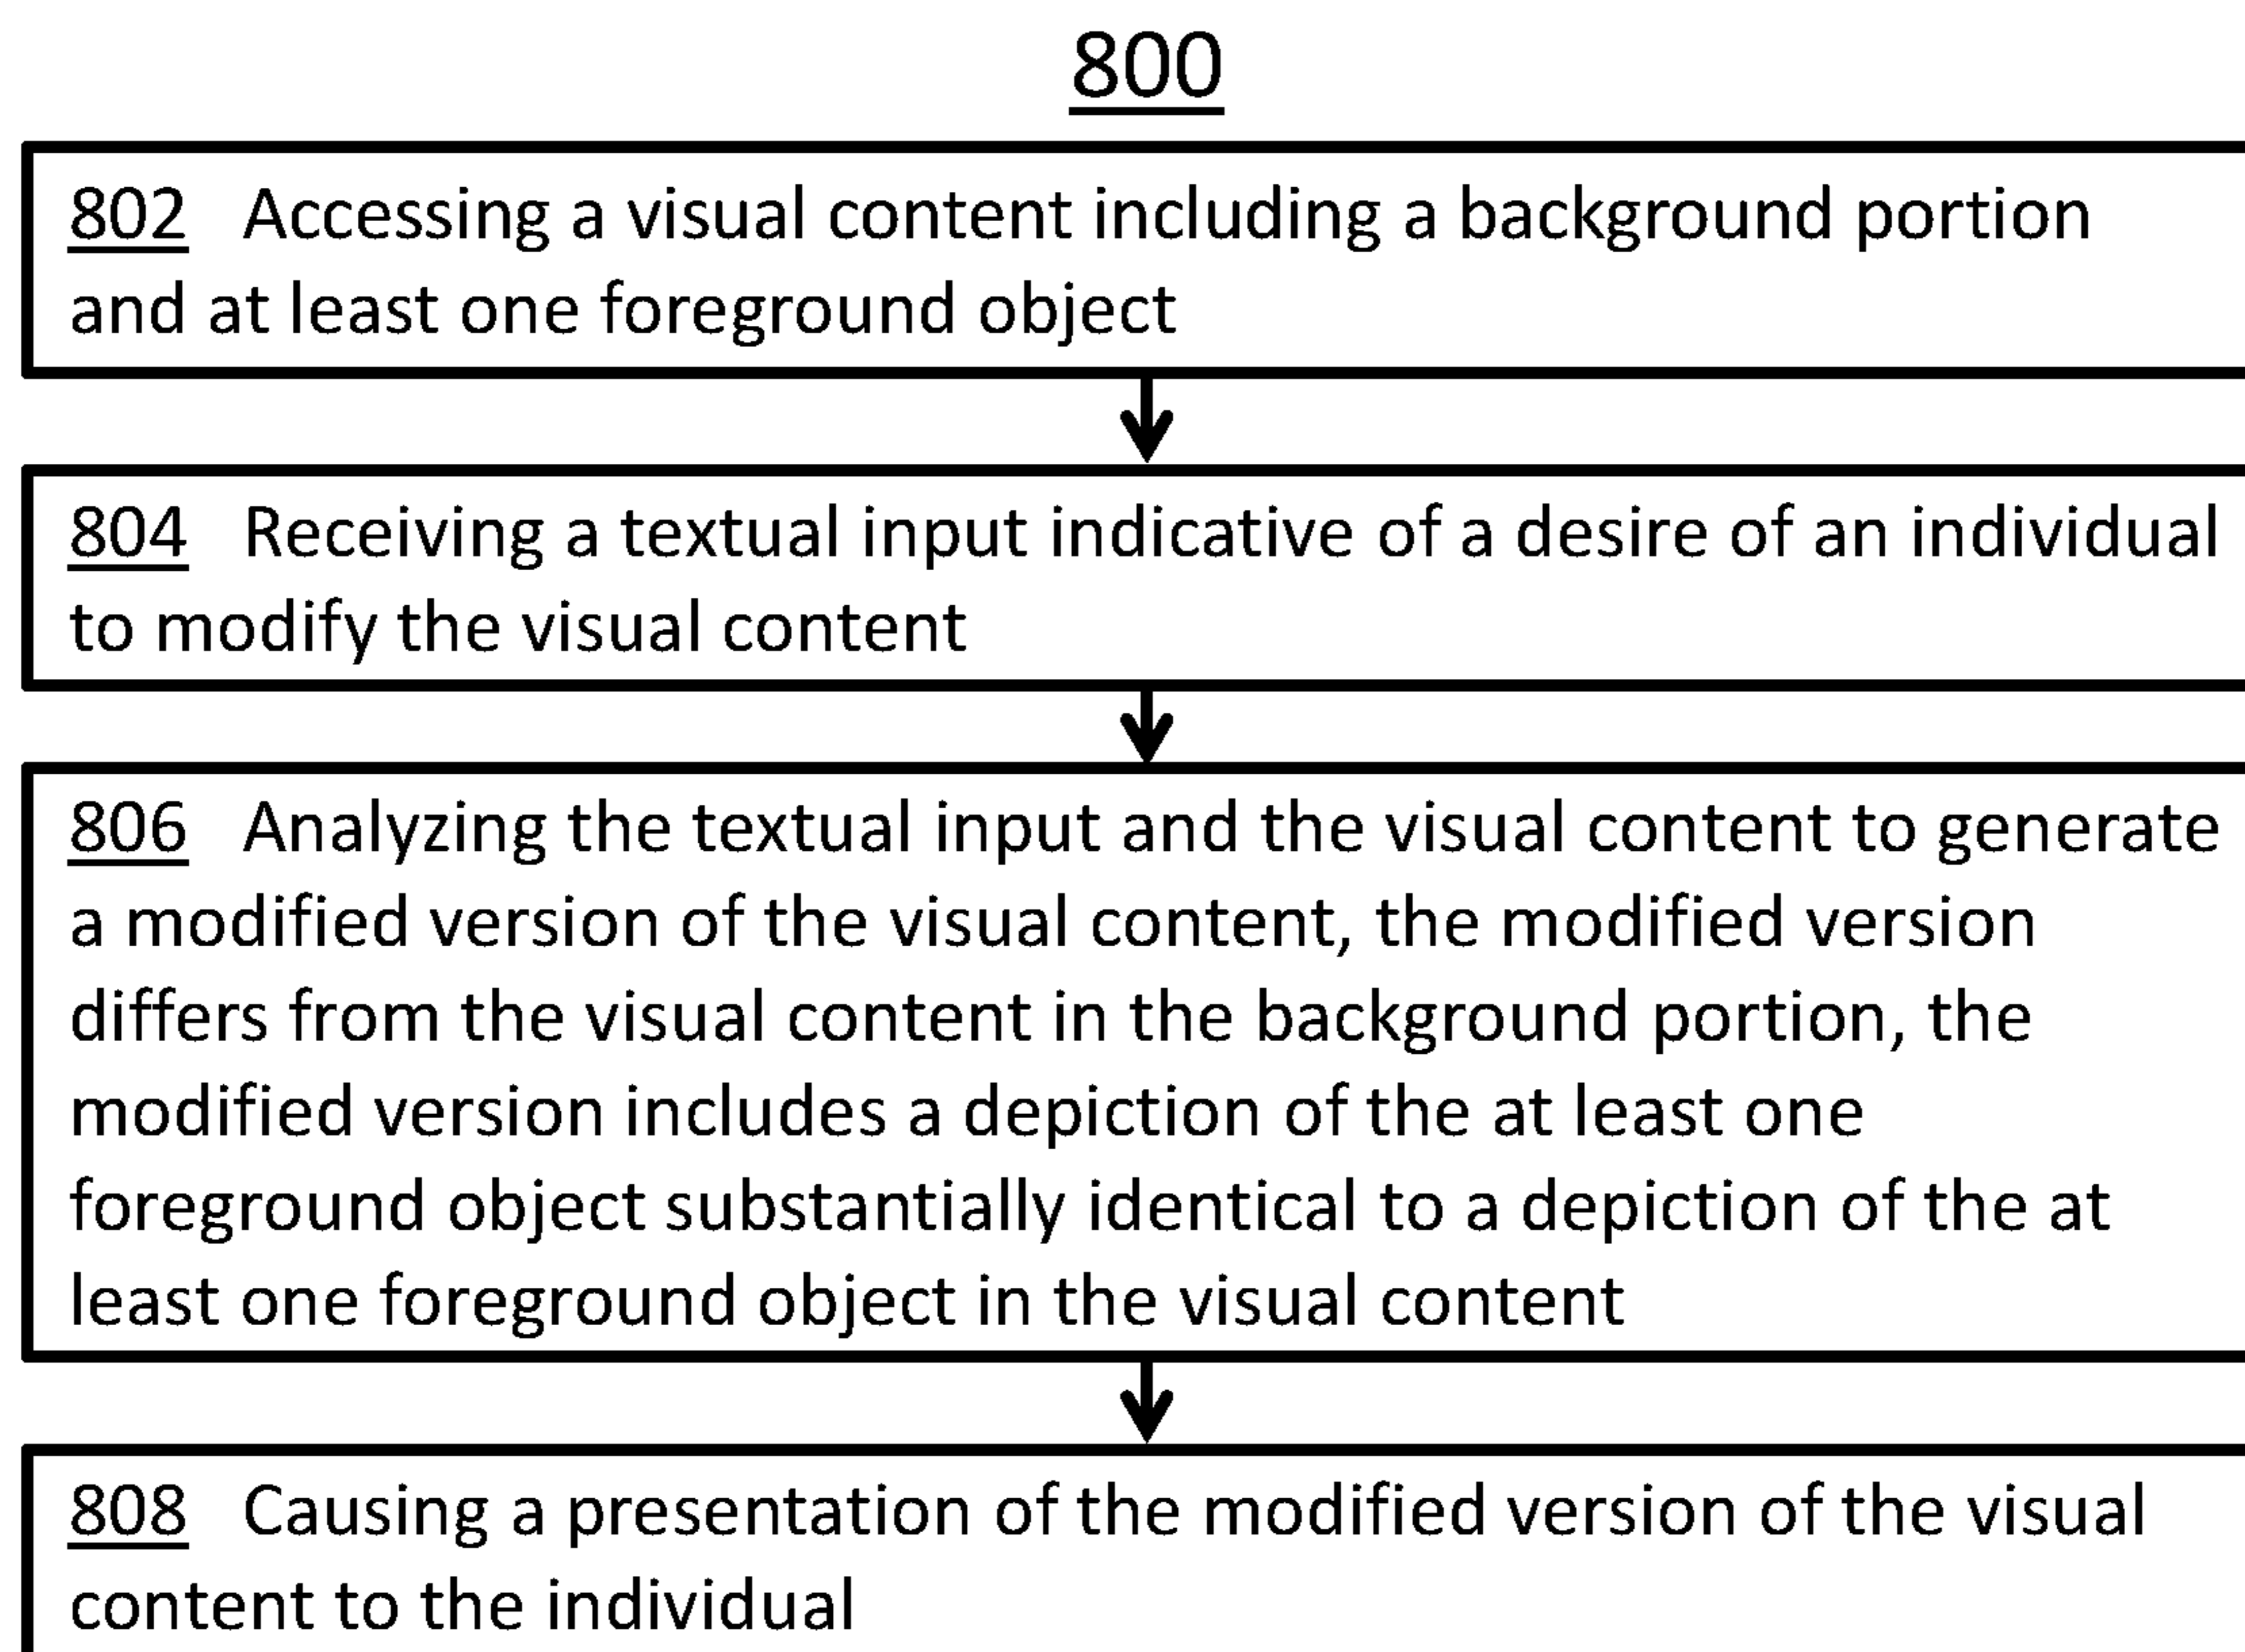 800
802 Accessing a visual content including a background portion
and at least one foreground object
804 Receiving a textual input indicative of a desire of an individual
to modify the visual content
806 Analyzing the textual input and the visual content to generate
a modified version of the visual content, the modified version
differs from the visual content in the background portion, the
modified version includes a depiction of the at least one
foreground object substantially identical to a depiction of the at
least one foreground object in the visual content
808 Causing a presentation of the modified version of the visual
content to the individual